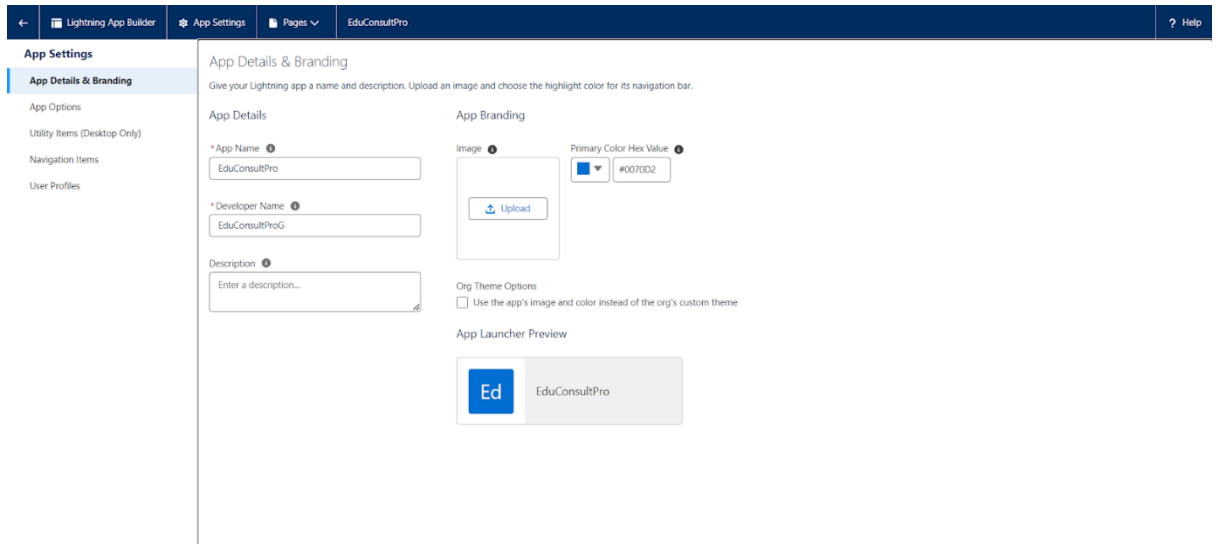 Lightning App Builder
App Settings
Pages
EduConsultPro
? Help
App Settings
App Details & Branding
App Options
Utility Items (Desktop Only)
Navigation Items
User Profiles
App Details & Branding
Give your Lightning app a name and description. Upload an image and choose the highlight color for its navigation bar.
App Details
*App Name
EduConsultPro
*Developer Name
EduConsultProG
Description
Enter a description...
App Branding
Image
Upload
Primary Color Hex Value
#0070D2
Org Theme Options
Use the app's image and color instead of the org's custom theme
App Launcher Preview
Ed
EduConsultPro